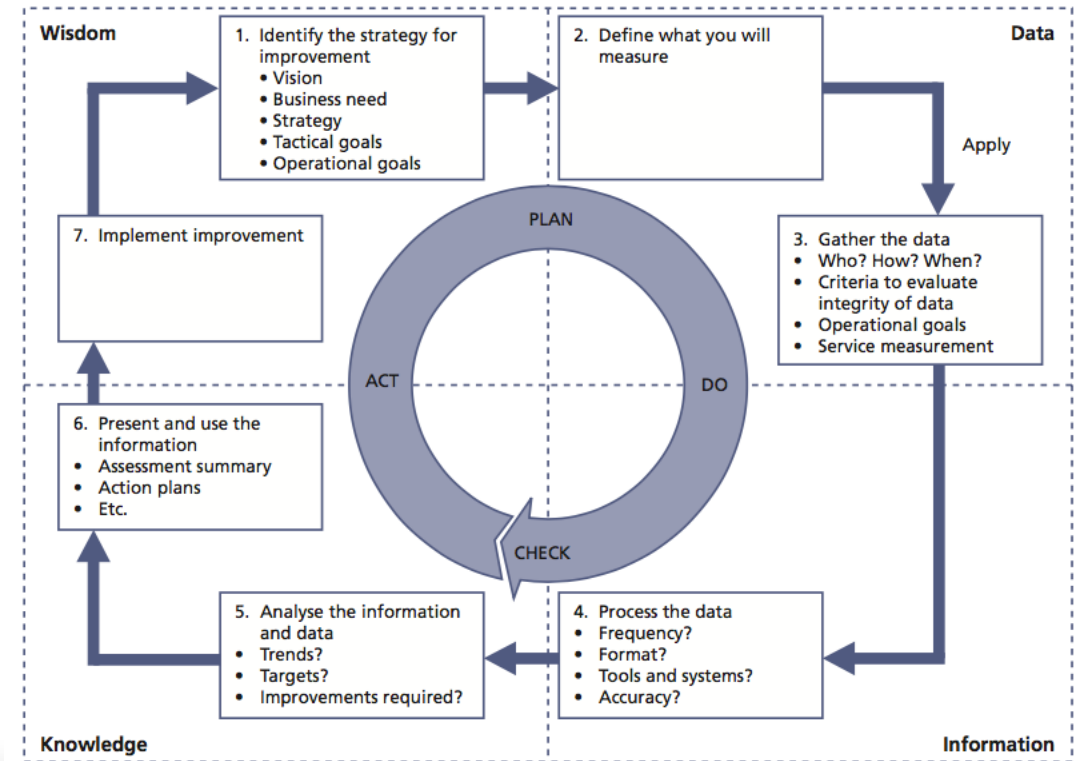 Wisdom
1. Identify the strategy for
improvement
• Vision
• Business need
• Strategy
• Tactical goals
• Operational goals
2. Define what you will
measure
Data
Apply
3. Gather the data
• Who? How? When?
• Criteria to evaluate
integrity of data
• Operational goals
• Service measurement
4. Process the data
• Frequency?
• Format?
• Tools and systems?
• Accuracy?
Information
5. Analyse the information
and data
• Trends?
• Targets?
• Improvements required?
Knowledge
6. Present and use the
information
• Assessment summary
• Action plans
• Etc.
7. Implement improvement
PLAN
DO
CHECK
ACT